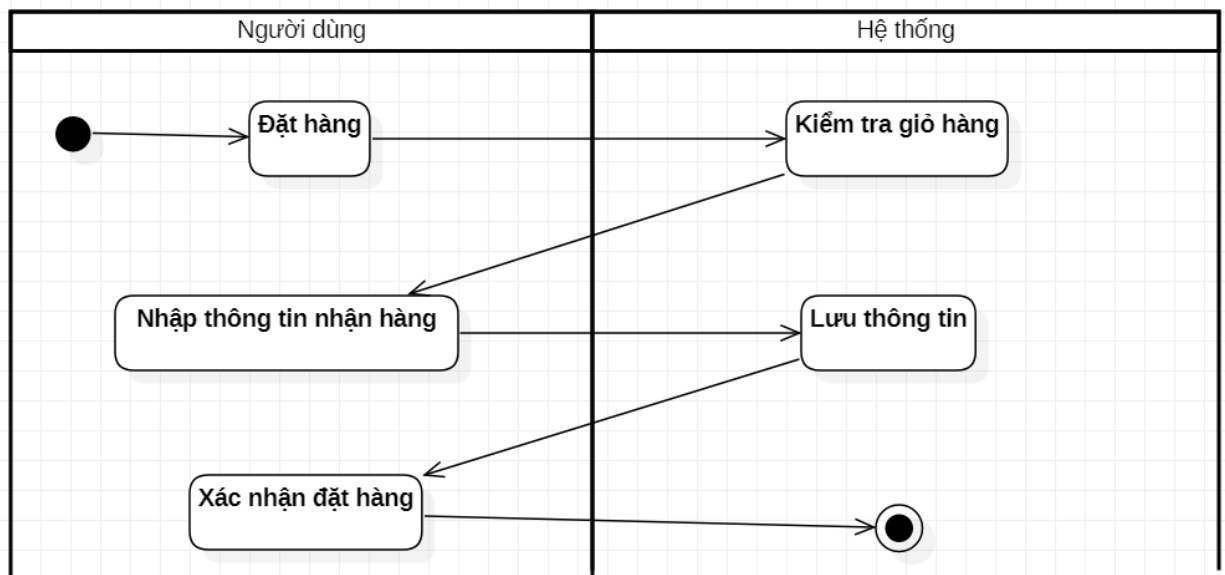 Người dùng
Hệ thống
Đặt hàng
Kiểm tra giỏ hàng
Nhập thông tin nhận hàng
Lưu thông tin
Xác nhận đặt hàng